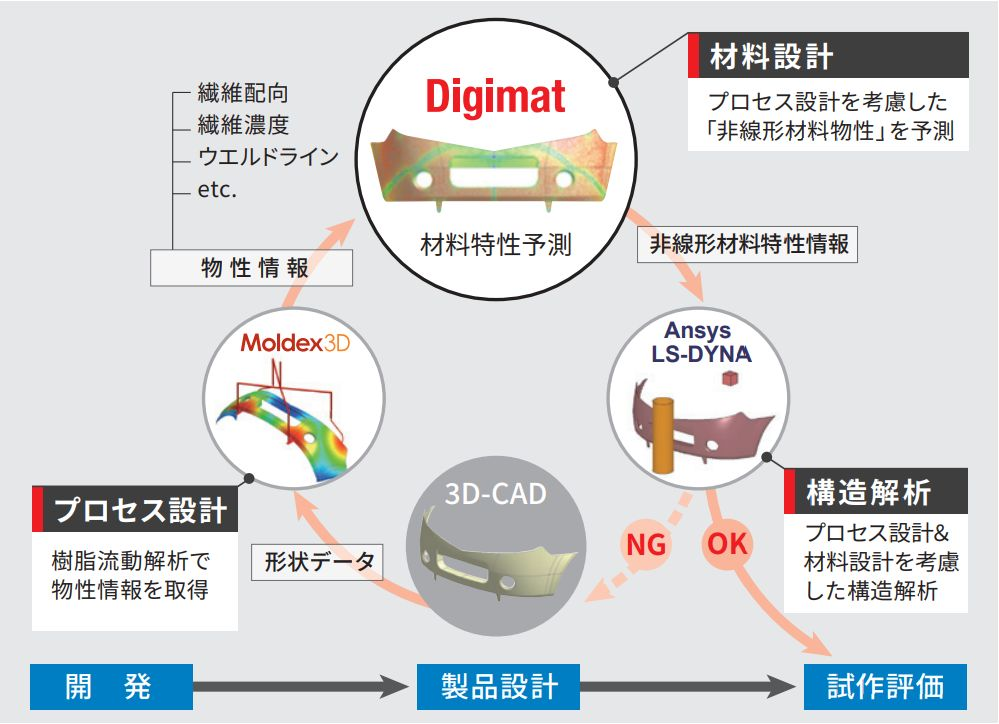 繊維配向
繊維濃度
ウエルドライン
etc.
物性情報
Digimat
材料特性予測
材料設計
プロセス設計を考慮した
「非線形材料物性」を予測
非線形材料特性情報
Moldex3D
Ansys
LS-DYNA
プロセス設計
樹脂流動解析で
物性情報を取得
形状データ
3D-CAD
NG
OK
構造解析
プロセス設計&
材料設計を考慮
した構造解析
開発
製品設計
試作評価